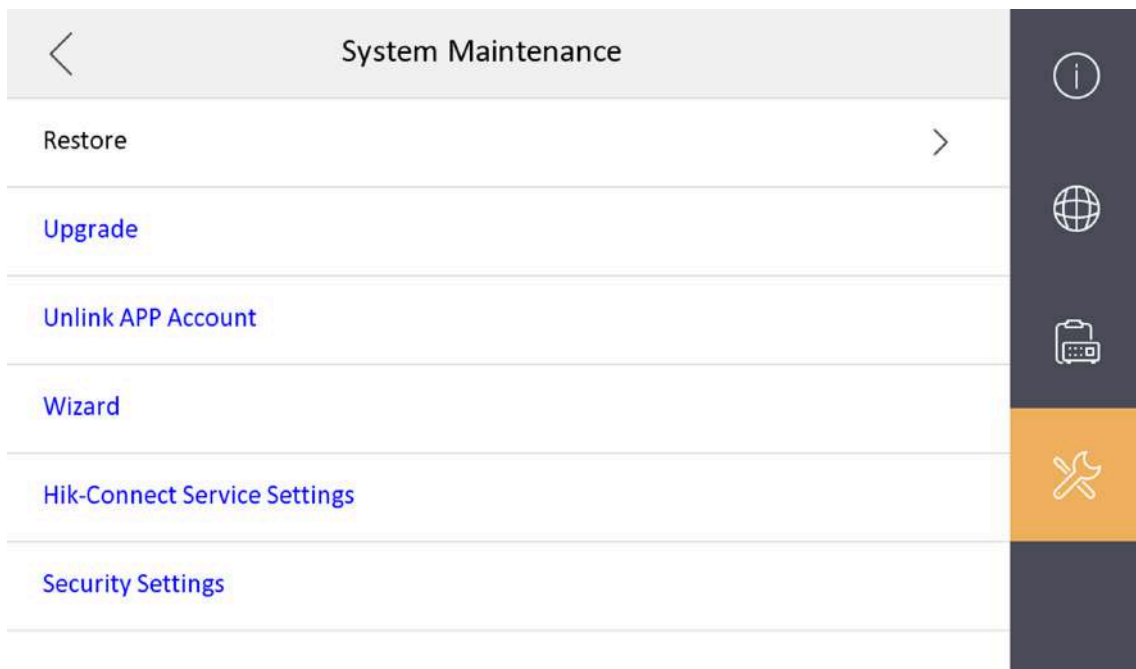 System Maintenance
Restore
Upgrade
Unlink APP Account
Wizard
Hik-Connect Service Settings
Security Settings